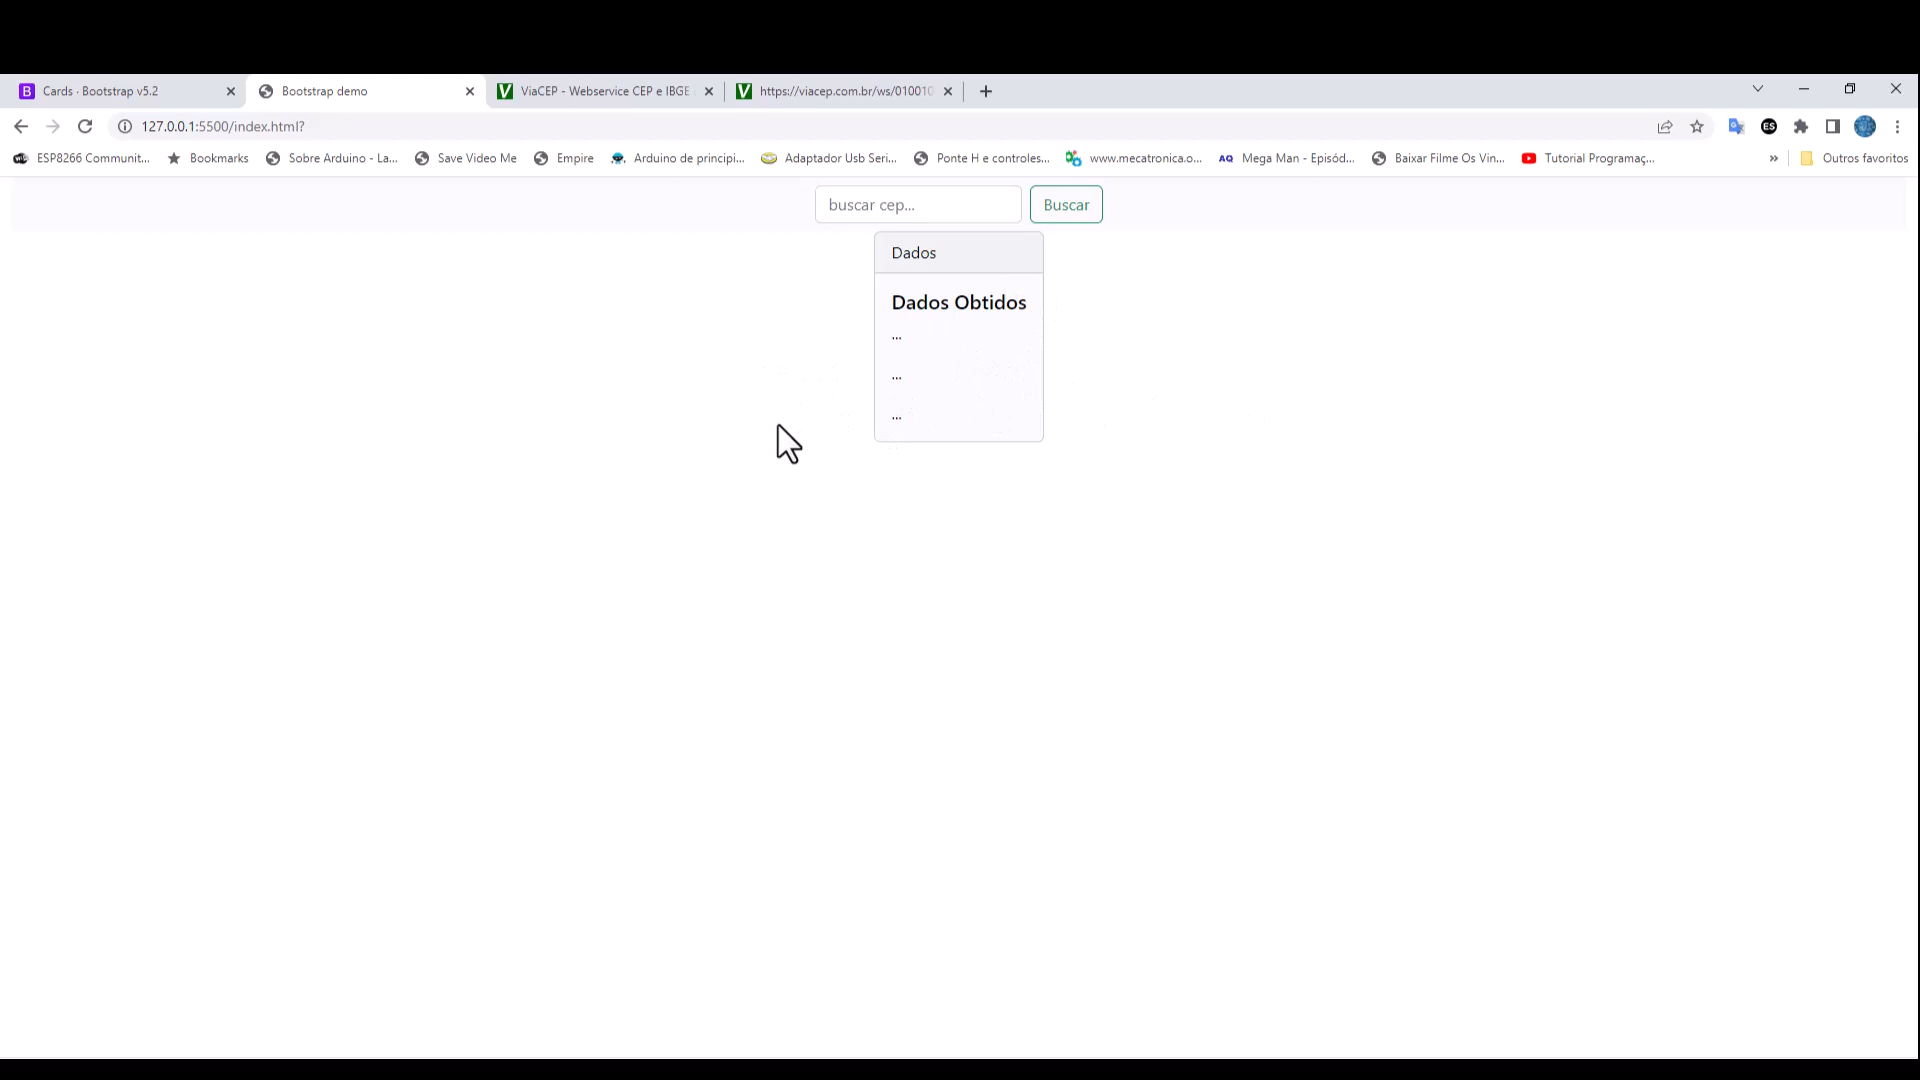 Cards · Bootstrap v5.2
Bootstrap demo
ViaCEP - Webservice CEP e IBGE
https://viacep.com.br/ws/010010
127.0.0.1:5500/index.html?
ESP8266 Communit...
Bookmarks
Sobre Arduino - La...
Save Video Me
Empire
Arduino de principi...
Adaptador Usb Seri...
Ponte H e controles...
www.mecatronica.o...
AQ Mega Man - Episód...
Baixar Filme Os Vin...
Tutorial Programaç...
»
Outros favoritos
buscar cep...
Buscar
Dados
Dados Obtidos
...
...
...